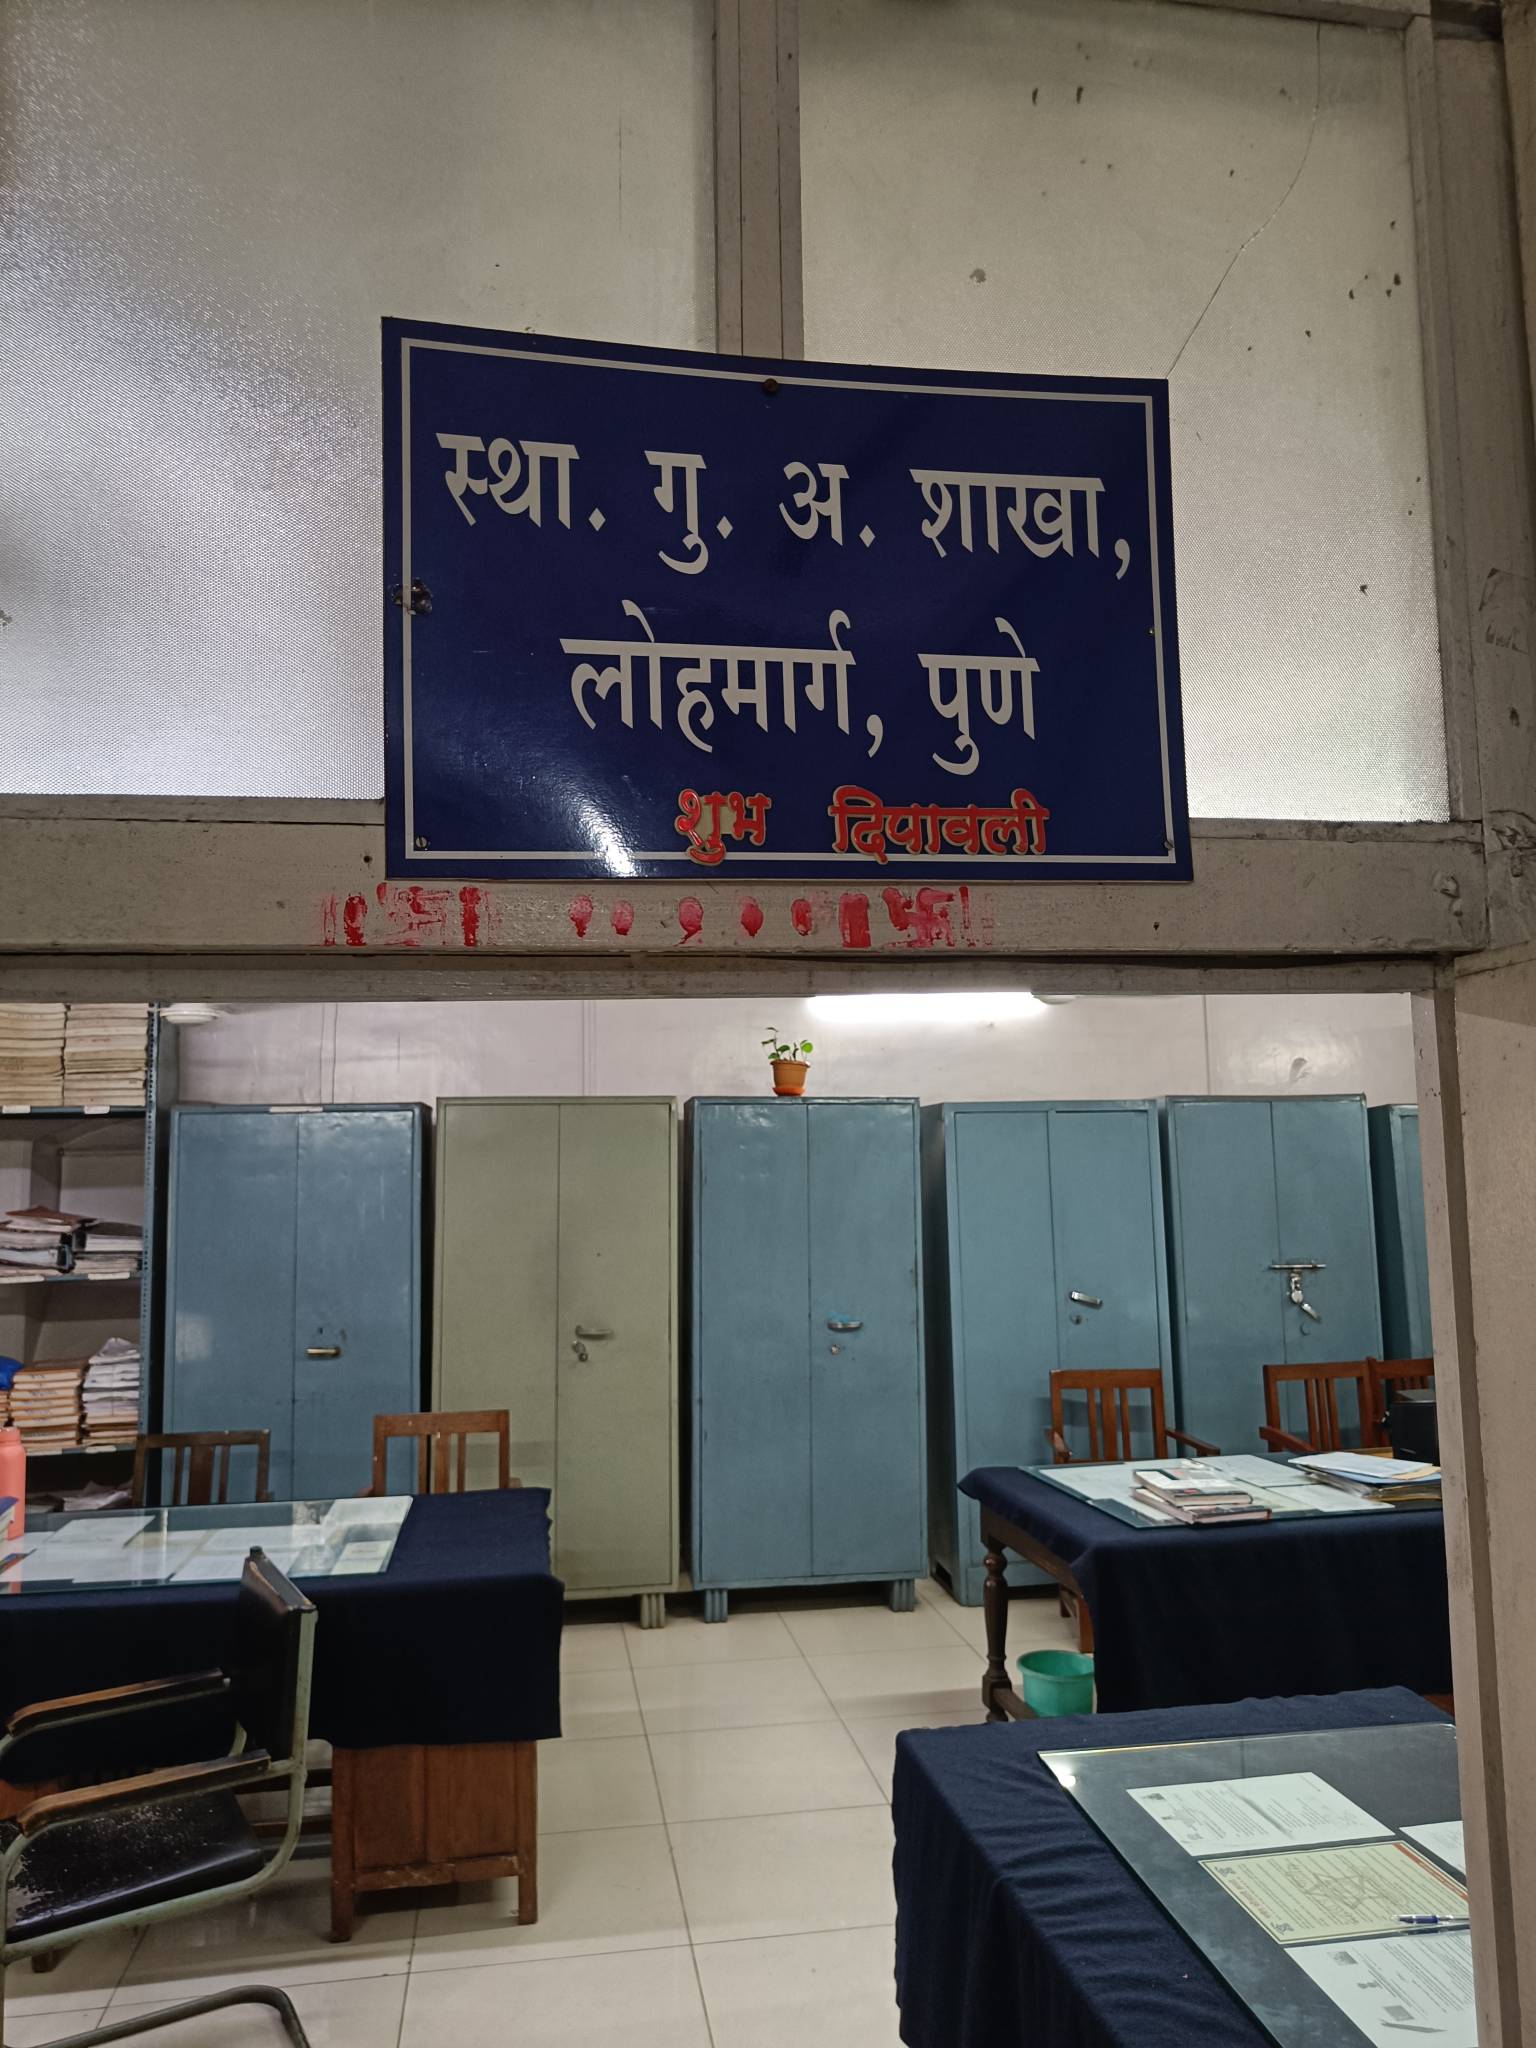 स्था. गु. अ. शाखा,
लोहमार्ग, पुणे
शुभ दिपावली